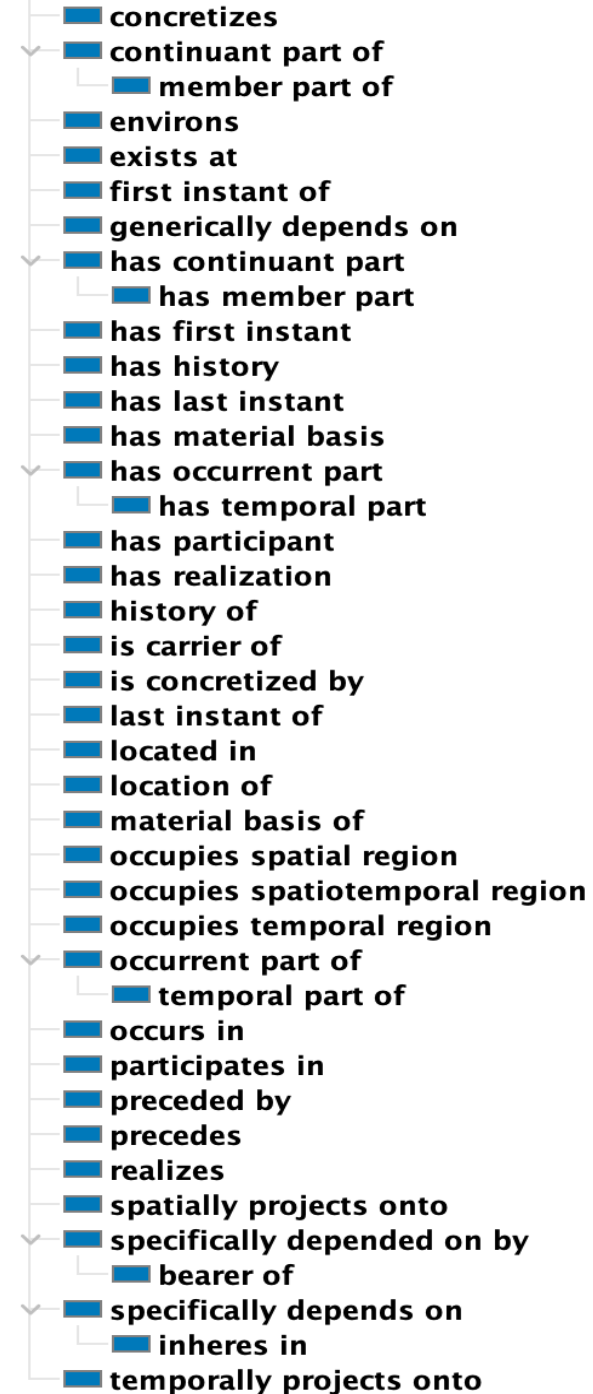 concretizes
continuant part of
member part of
environs
exists at
first instant of
generically depends on
has continuant part
has member part
has first instant
has history
has last instant
has material basis
has occurrent part
has temporal part
has participant
has realization
history of
is carrier of
is concretized by
last instant of
located in
location of
material basis of
occupies spatial region
occupies spatiotemporal region
occupies temporal region
occurrent part of
temporal part of
occurs in
participates in
preceded by
precedes
realizes
spatially projects onto
specifically depended on by
bearer of
specifically depends on
inheres in
temporally projects onto